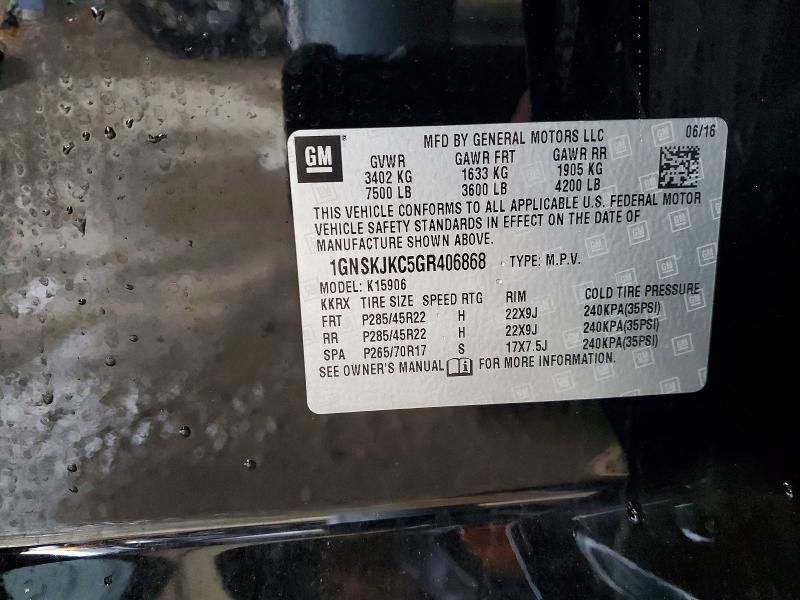 GM
MFD BY GENERAL MOTORS LLC 06/16
GVWR GAWR FRT GAWR RR
3402 KG 1633 KG 1905 KG
7500 LB 3600 LB 4200 LB
THIS VEHICLE CONFORMS TO ALL APPLICABLE U.S. FEDERAL MOTOR
VEHICLE SAFETY STANDARDS IN EFFECT ON THE DATE OF
MANUFACTURE SHOWN ABOVE.
1GNSKJKC5GR406868 TYPE: M.P.V.
MODEL: K15906
KKRX TIRE SIZE SPEED RTG RIM COLD TIRE PRESSURE
FRT P285/45R22 H 22X9J 240KPA(35PSI)
RR P285/45R22 H 22X9J 240KPA(35PSI)
SPA P265/70R17 S 17X7.5J 240KPA(35PSI)
SEE OWNER'S MANUAL FOR MORE INFORMATION.